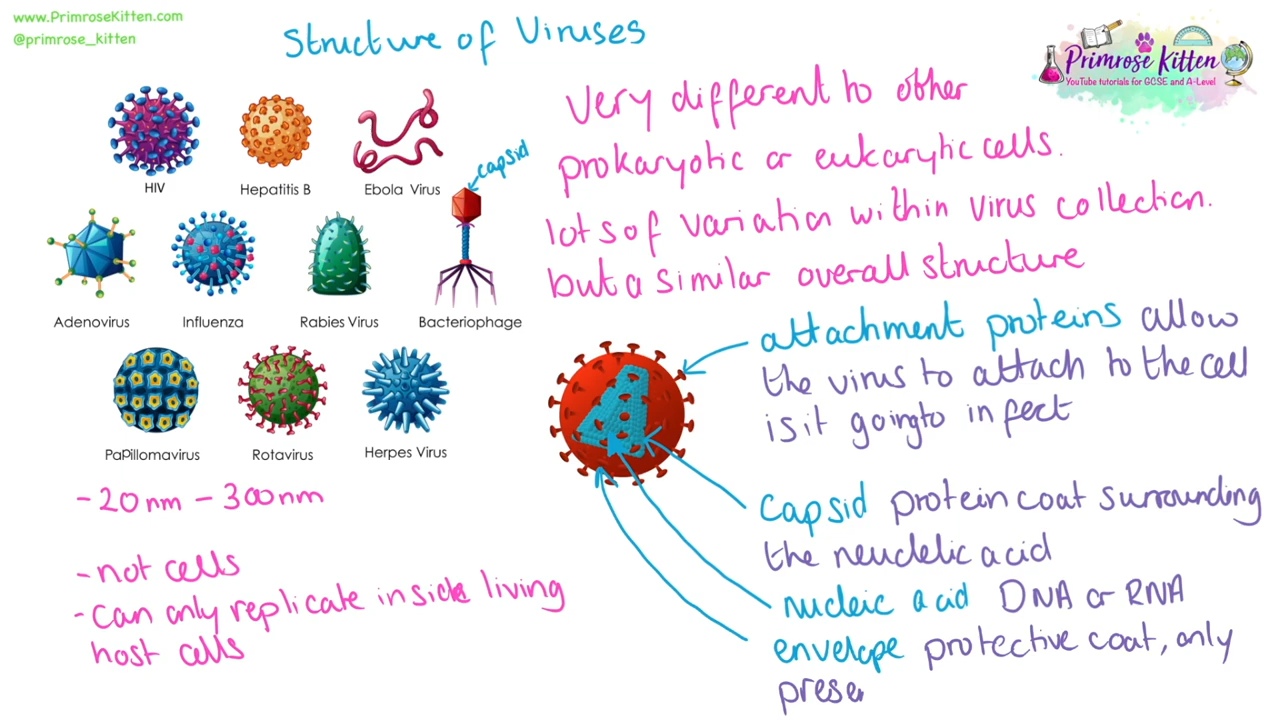 www.PrimroseKitten.com
@primrose_kitten
Structure of Viruses
Primrose Kitten
YouTube tutorials for GCSE and A-Level
HIV
Hepatitis B
Ebola Virus
capsid
Adenovirus
Influenza
Rabies Virus
Bacteriophage
PaPillomavirus
Rotavirus
Herpes Virus
- 20nm - 300nm
- not cells
- Can only replicate inside living
host cells
Very different to other
prokaryotic or eukarytic cells.
lots of variation within virus collection.
but a similar overall structure
attachment proteins allow
the virus to attach to the cell
is it going to infect
Capsid protein coat surrounding
the neuclelic acid
nucleic acid DNA or RNA
envelope protective coat, only
prese